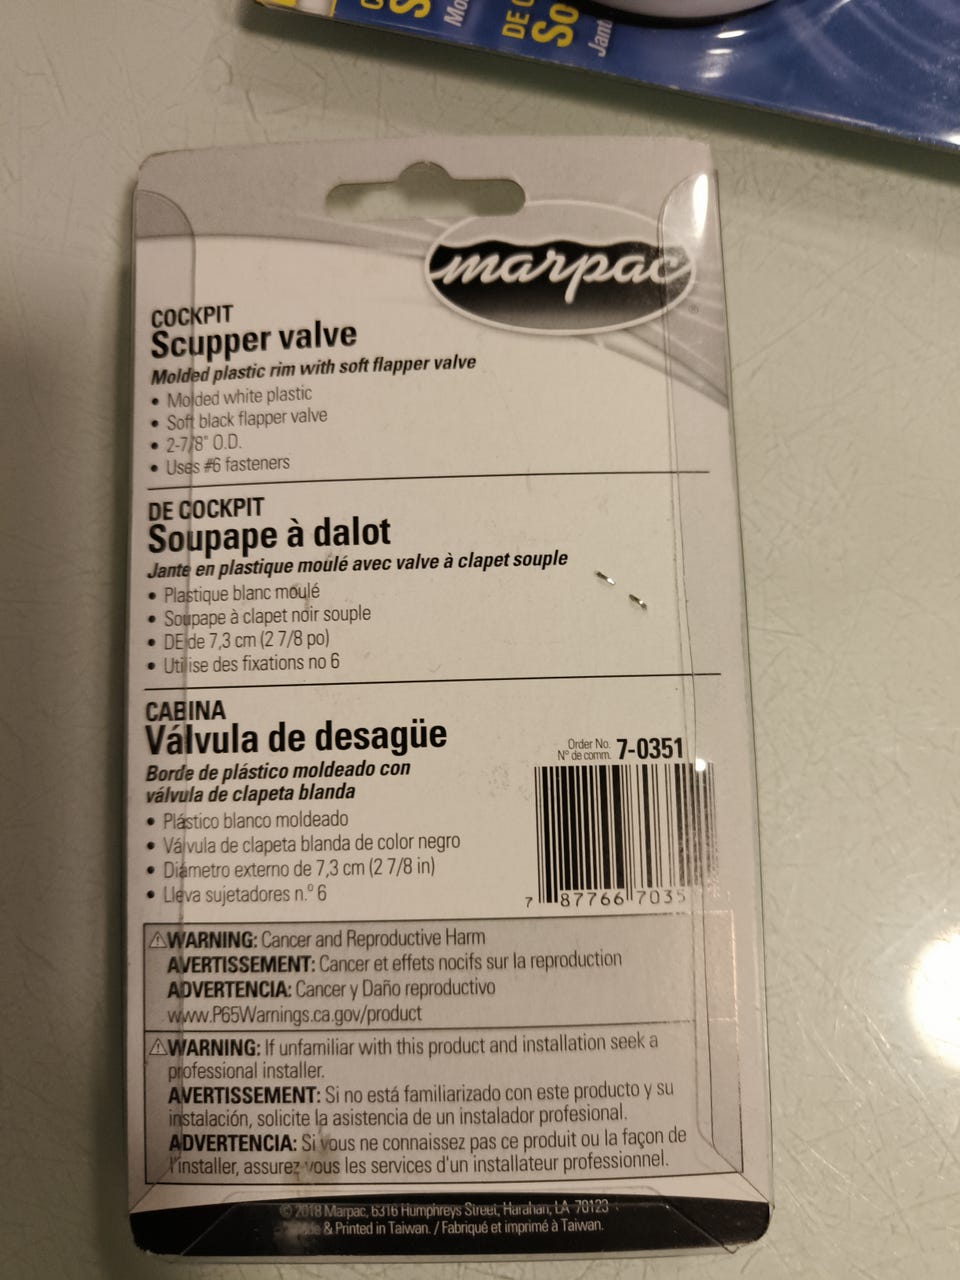 DE C
So
Jant
S
Mo
marpac
®
COCKPIT
Scupper valve
Molded plastic rim with soft flapper valve
• Molded white plastic
• Soft black flapper valve
• 2-7/8" O.D.
• Uses #6 fasteners
DE COCKPIT
Soupape à dalot
Jante en plastique moulé avec valve à clapet souple
• Plastique blanc moulé
• Soupape à clapet noir souple
• DE de 7,3 cm (2 7/8 po)
• Utilise des fixations no 6
CABINA
Válvula de desagüe
Borde de plástico moldeado con
válvula de clapeta blanda
• Plástico blanco moldeado
• Válvula de clapeta blanda de color negro
• Diámetro externo de 7,3 cm (2 7/8 in)
• Lleva sujetadores n.º 6
Order No.
N° de comm. 7-0351
7 87766 7035
⚠WARNING: Cancer and Reproductive Harm
AVERTISSEMENT: Cancer et effets nocifs sur la reproduction
ADVERTENCIA: Cancer y Daño reproductivo
www.P65Warnings.ca.gov/product
⚠WARNING: If unfamiliar with this product and installation seek a
professional installer.
AVERTISSEMENT: Si no está familiarizado con este producto y su
instalación, solicite la asistencia de un instalador profesional.
ADVERTENCIA: Si vous ne connaissez pas ce produit ou la façon de
l'installer, assurez vous les services d'un installateur professionnel.
© 2018 Marpac, 6316 Humphreys Street, Harahan, LA 70123
& Printed in Taiwan. / Fabriqué et imprimé à Taiwan.